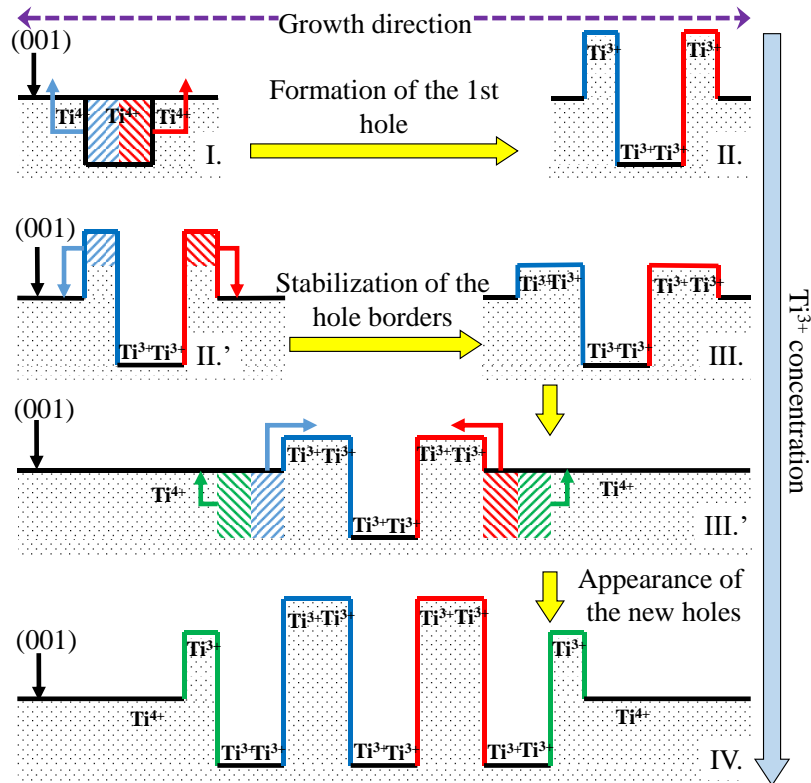 Growth direction
(001)
Ti⁴⁺ Ti⁴⁺ Ti⁴⁺
I.
Formation of the 1st
hole
Ti³⁺ Ti³⁺
Ti³⁺Ti³⁺
II.
(001)
Ti³⁺Ti³⁺
II.'
Stabilization of the
hole borders
Ti³⁺Ti³⁺ Ti³⁺Ti³⁺
Ti³⁺Ti³⁺
III.
(001)
Ti³⁺Ti³⁺ Ti³⁺Ti³⁺
Ti⁴⁺ Ti⁴⁺
Ti³⁺Ti³⁺
III.'
Appearance of
the new holes
(001)
Ti³⁺Ti³⁺ Ti³⁺Ti³⁺
Ti³⁺ Ti³⁺
Ti⁴⁺ Ti⁴⁺
Ti³⁺Ti³⁺ Ti³⁺Ti³⁺ Ti³⁺Ti³⁺
IV.
Ti³⁺ concentration